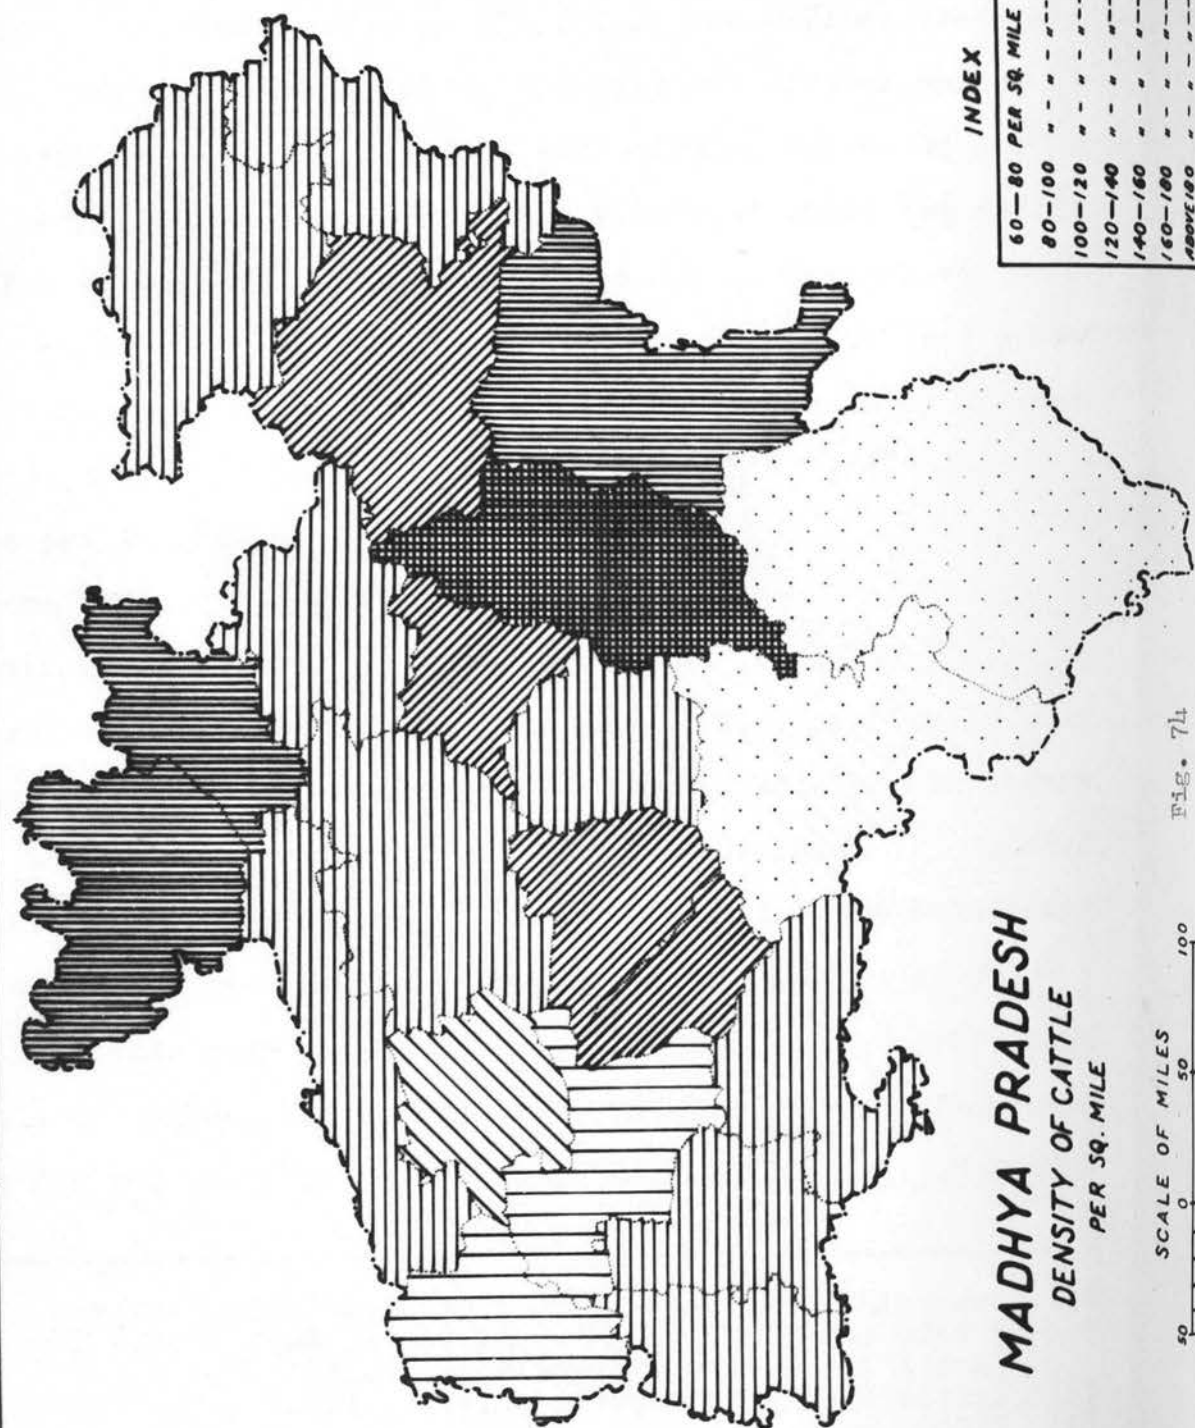 INDEX
60—80 PER SQ. MILE
80-100 " - " - "---
100-120 " - " - "---
120-140 " - " - "---
140-160 " - " - "---
160-180 " - " - "---
ABOVE 180 " - " - "---
MADHYA PRADESH
DENSITY OF CATTLE
PER SQ. MILE
SCALE OF MILES
50 0 50 100
Fig. 74